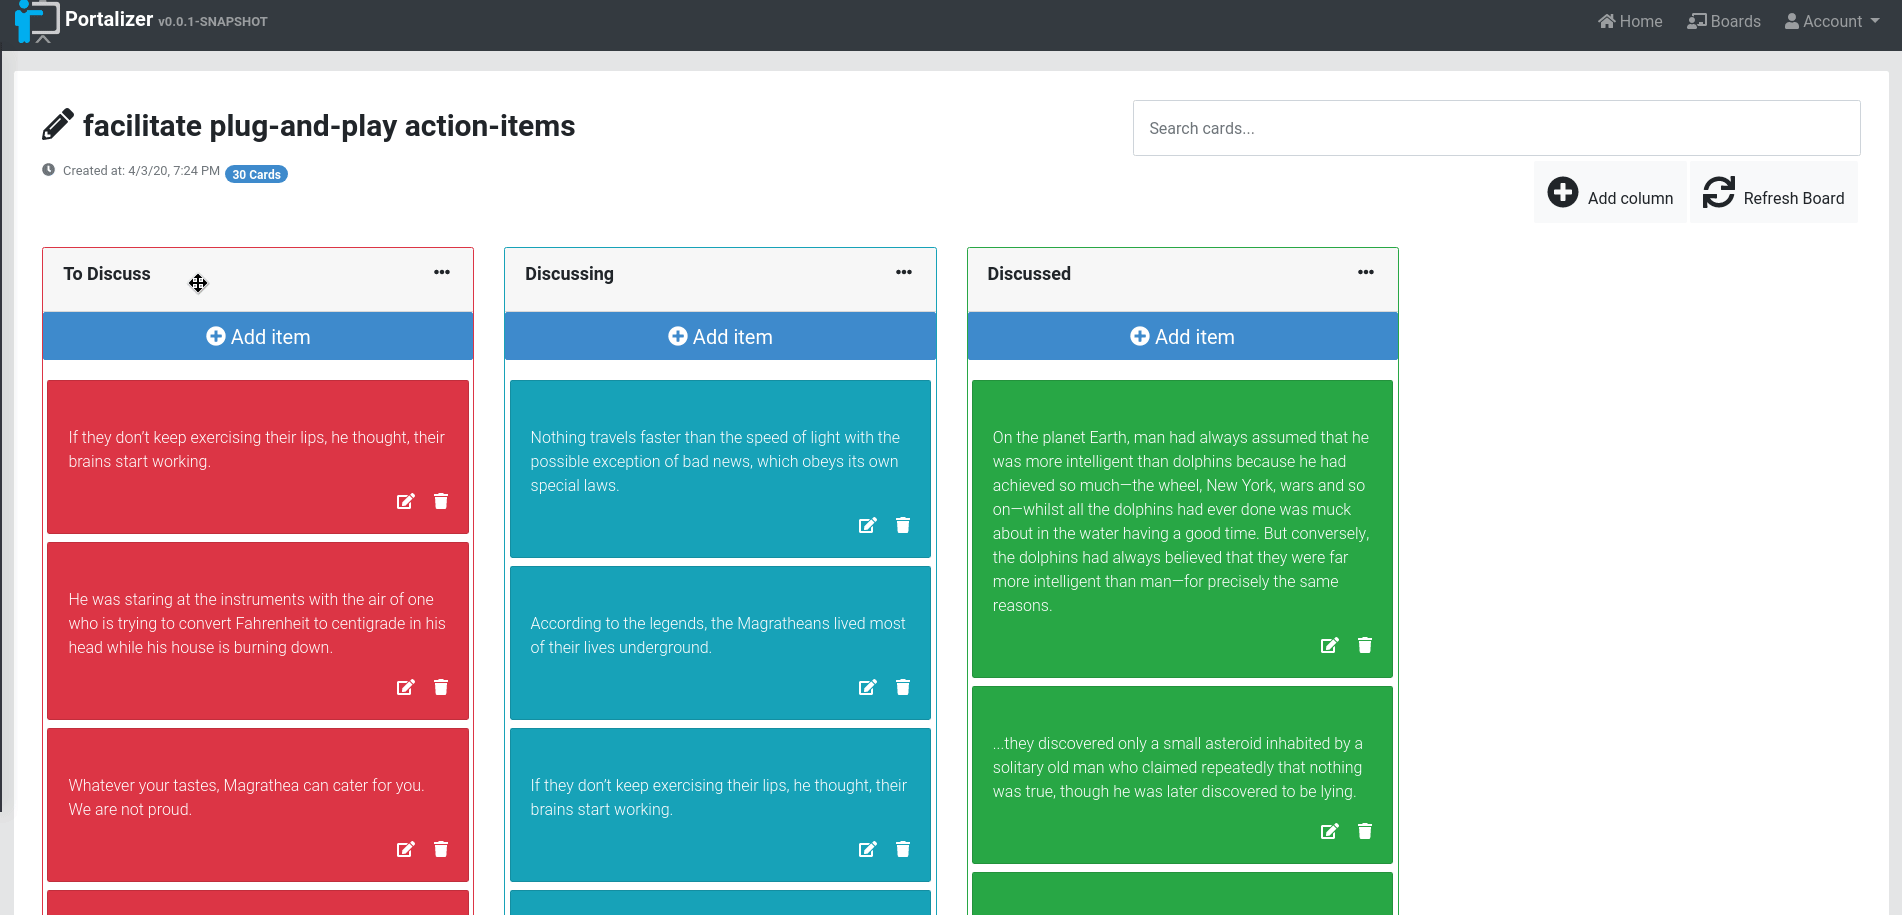 Portalizer v0.0.1-SNAPSHOT
Home Boards Account
facilitate plug-and-play action-items
Search cards...
Created at: 4/3/20, 7:24 PM 30 Cards
Add column Refresh Board
To Discuss
Add item
If they don't keep exercising their lips, he thought, their
brains start working.
He was staring at the instruments with the air of one
who is trying to convert Fahrenheit to centigrade in his
head while his house is burning down.
Whatever your tastes, Magrathea can cater for you.
We are not proud.
Discussing
Add item
Nothing travels faster than the speed of light with the
possible exception of bad news, which obeys its own
special laws.
According to the legends, the Magratheans lived most
of their lives underground.
If they don't keep exercising their lips, he thought, their
brains start working.
Discussed
Add item
On the planet Earth, man had always assumed that he
was more intelligent than dolphins because he had
achieved so much—the wheel, New York, wars and so
on—whilst all the dolphins had ever done was muck
about in the water having a good time. But conversely,
the dolphins had always believed that they were far
more intelligent than man—for precisely the same
reasons.
...they discovered only a small asteroid inhabited by a
solitary old man who claimed repeatedly that nothing
was true, though he was later discovered to be lying.